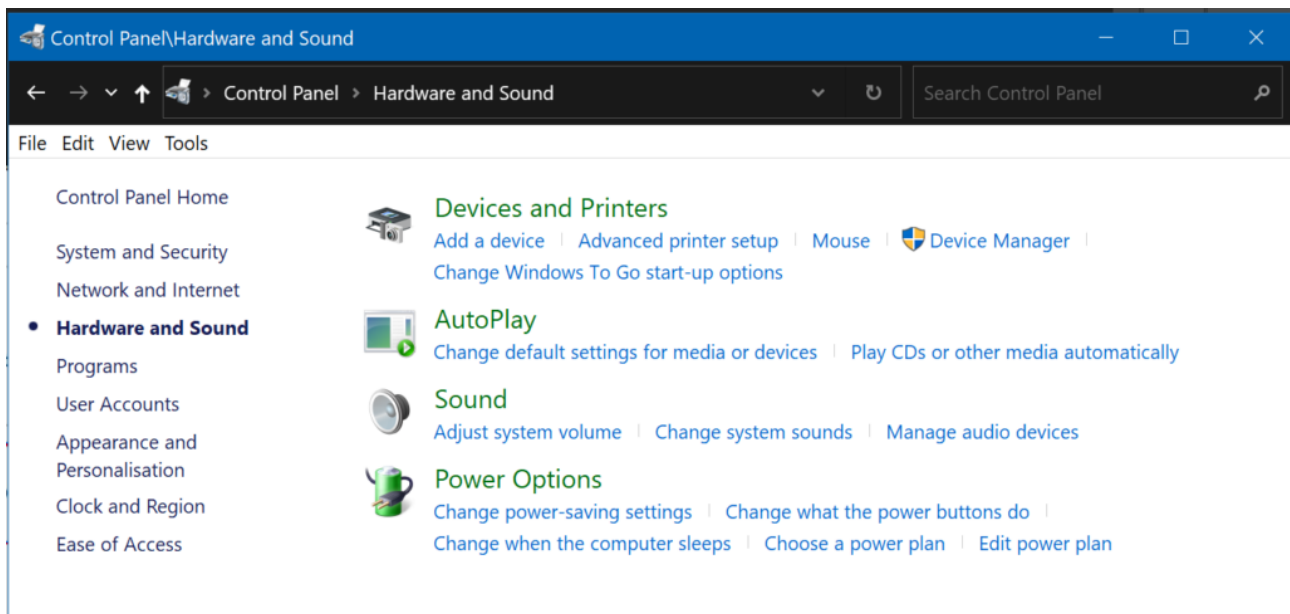 Control Panel\Hardware and Sound
Control Panel > Hardware and Sound
Search Control Panel
File Edit View Tools
Control Panel Home
System and Security
Network and Internet
Hardware and Sound
Programs
User Accounts
Appearance and
Personalisation
Clock and Region
Ease of Access
Devices and Printers
Add a device | Advanced printer setup | Mouse | Device Manager |
Change Windows To Go start-up options
AutoPlay
Change default settings for media or devices | Play CDs or other media automatically
Sound
Adjust system volume | Change system sounds | Manage audio devices
Power Options
Change power-saving settings | Change what the power buttons do |
Change when the computer sleeps | Choose a power plan | Edit power plan